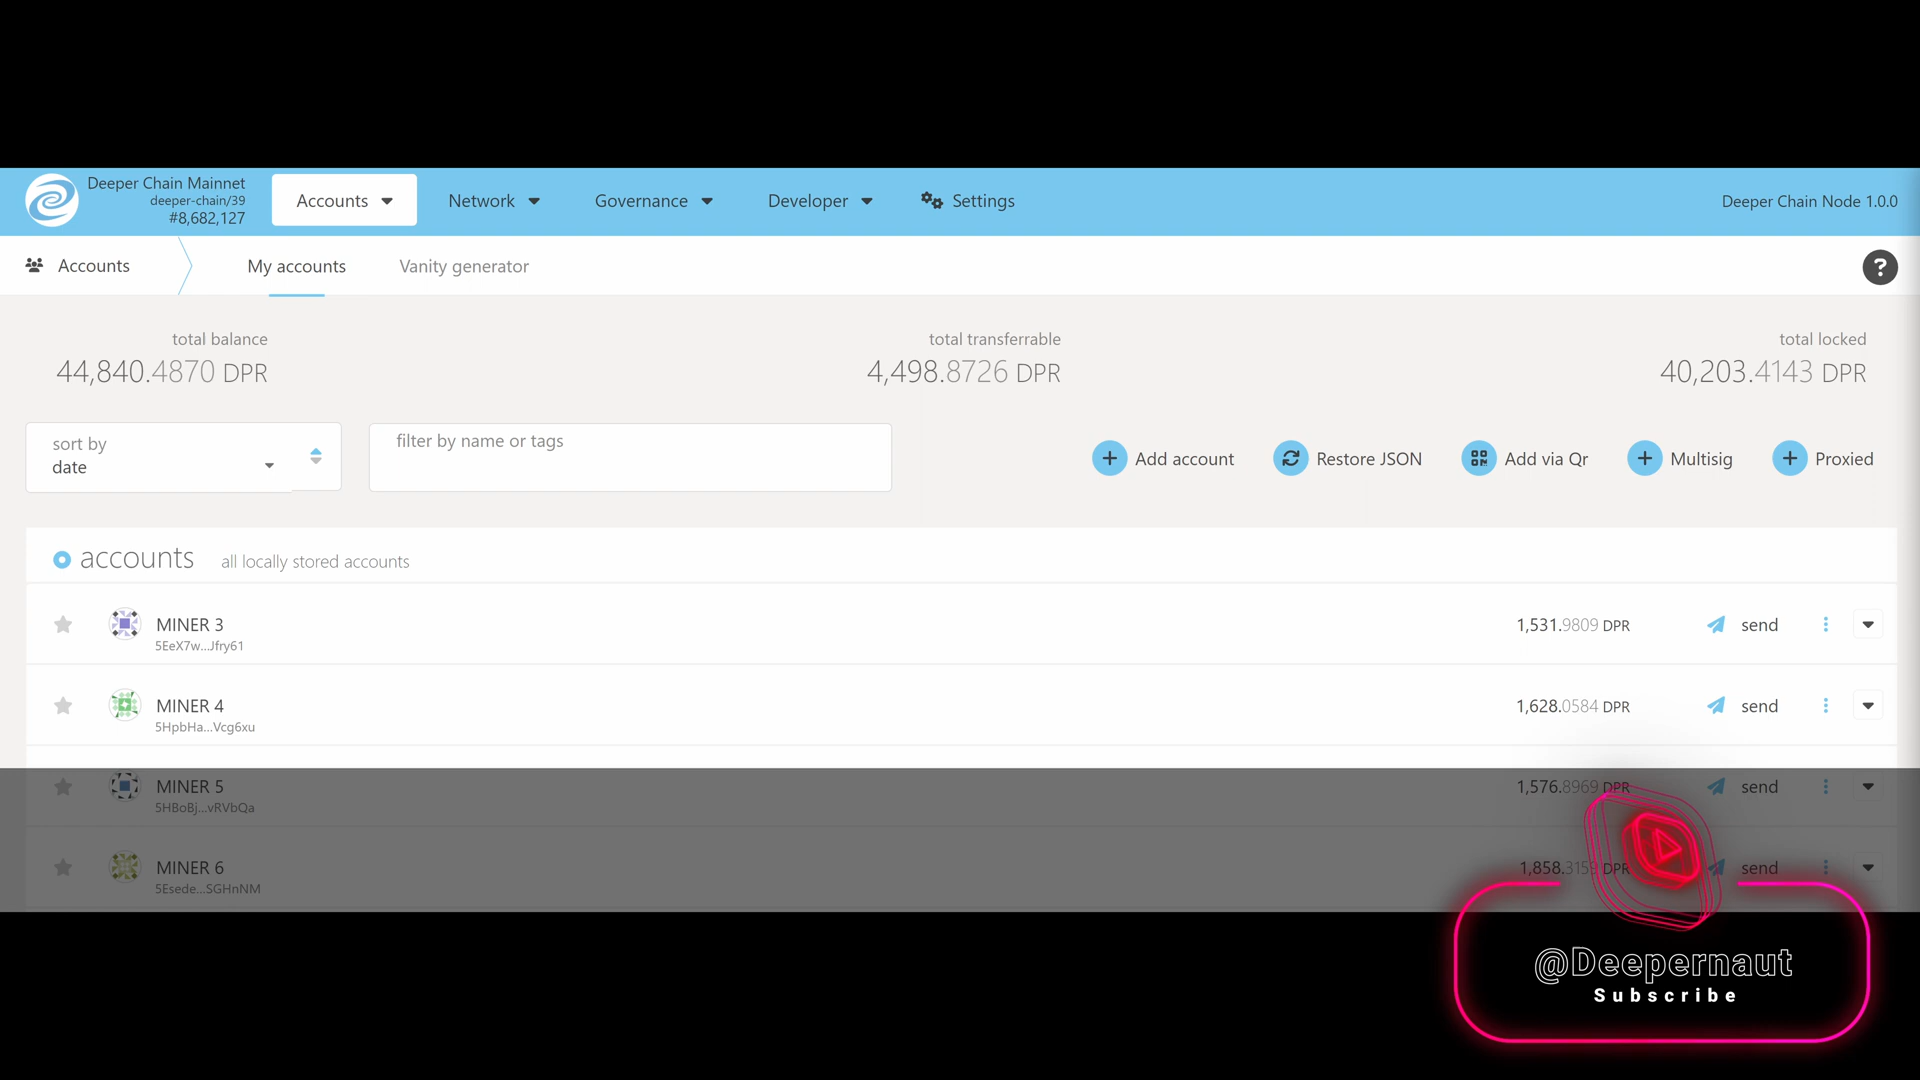 Deeper Chain Mainnet
deeper-chain/39
#8,682,127
Accounts
Network
Governance
Developer
Settings
Deeper Chain Node 1.0.0
Accounts
My accounts
Vanity generator
?
total balance
44,840.4870 DPR
total transferrable
4,498.8726 DPR
total locked
40,203.4143 DPR
sort by
date
filter by name or tags
Add account
Restore JSON
Add via Qr
Multisig
Proxied
accounts all locally stored accounts
MINER 3
5EeX7w...Jfry61
1,531.9809 DPR
send
MINER 4
5HpbHa...Vcg6xu
1,628.0584 DPR
send
MINER 5
5HBoBj...vRVbQa
1,576.8969 DPR
send
MINER 6
5Esede...SGHnNM
1,858.3159 DPR
send
@Deepernaut
Subscribe